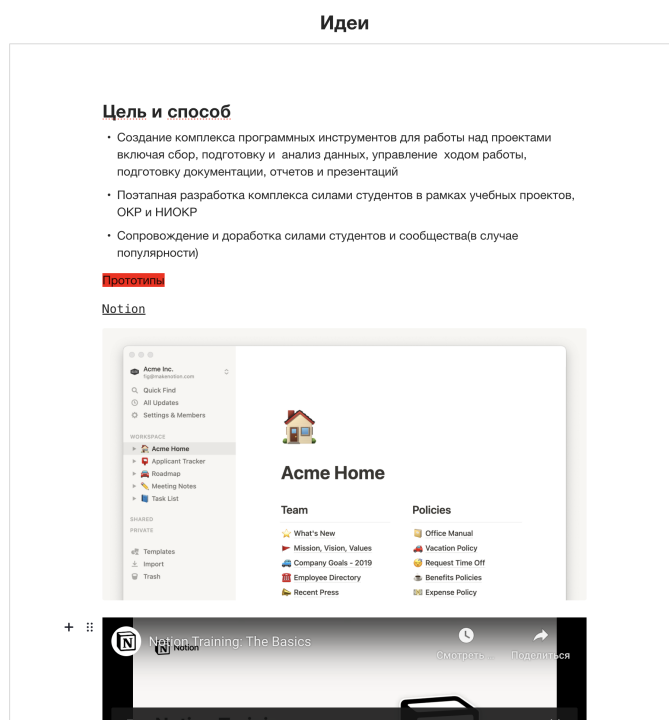 Идеи
Цель и способ
• Создание комплекса программных инструментов для работы над проектами
включая сбор, подготовку и анализ данных, управление ходом работы,
подготовку документации, отчетов и презентаций
• Поэтапная разработка комплекса силами студентов в рамках учебных проектов,
ОКР и НИОКР
• Сопровождение и доработка силами студентов и сообщества(в случае
популярности)
Прототипы
Notion
Acme Inc.
fig@makenotion.com
Quick Find
All Updates
Settings & Members
WORKSPACE
Acme Home
Applicant Tracker
Roadmap
Meeting Notes
Task List
SHARED
PRIVATE
Templates
Import
Trash
Acme Home
Team
What's New
Mission, Vision, Values
Company Goals - 2019
Employee Directory
Recent Press
Policies
Office Manual
Vacation Policy
Request Time Off
Benefits Policies
Expense Policy
Notion Training: The Basics
Notion
Смотреть ...
Поделиться